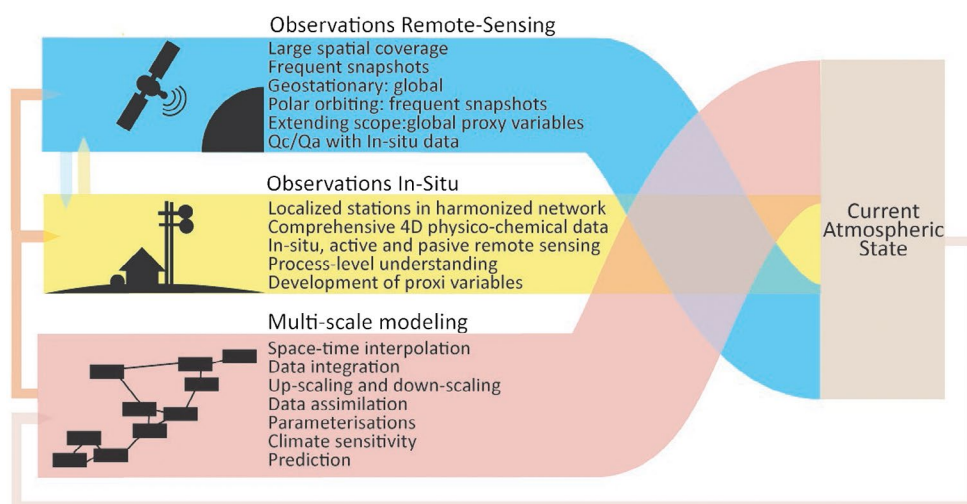 Observations Remote-Sensing
Large spatial coverage
Frequent snapshots
Geostationary: global
Polar orbiting: frequent snapshots
Extending scope:global proxy variables
Qc/Qa with In-situ data
Observations In-Situ
Localized stations in harmonized network
Comprehensive 4D physico-chemical data
In-situ, active and pasive remote sensing
Process-level understanding
Development of proxi variables
Multi-scale modeling
Space-time interpolation
Data integration
Up-scaling and down-scaling
Data assimilation
Parameterisations
Climate sensitivity
Prediction
Current
Atmospheric
State